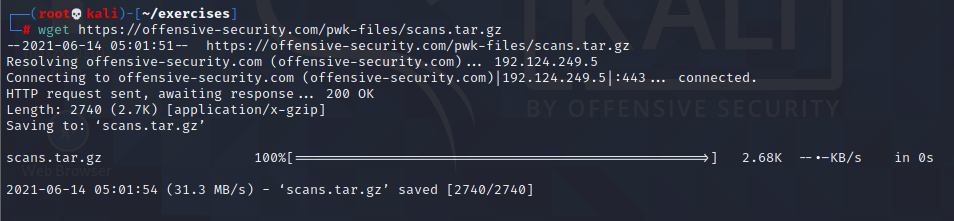 ┌──(root💀kali)-[~/exercises]
└─# wget https://offensive-security.com/pwk-files/scans.tar.gz
--2021-06-14 05:01:51--  https://offensive-security.com/pwk-files/scans.tar.gz
Resolving offensive-security.com (offensive-security.com)... 192.124.249.5
Connecting to offensive-security.com (offensive-security.com)|192.124.249.5|:443... connected.
HTTP request sent, awaiting response... 200 OK
Length: 2740 (2.7K) [application/x-gzip]
Saving to: ‘scans.tar.gz’
scans.tar.gz 100%[===================================================>] 2.68K --.-KB/s in 0s
2021-06-14 05:01:54 (31.3 MB/s) - ‘scans.tar.gz’ saved [2740/2740]
KALI
BY OFFENSIVE SECURITY
Web Browser